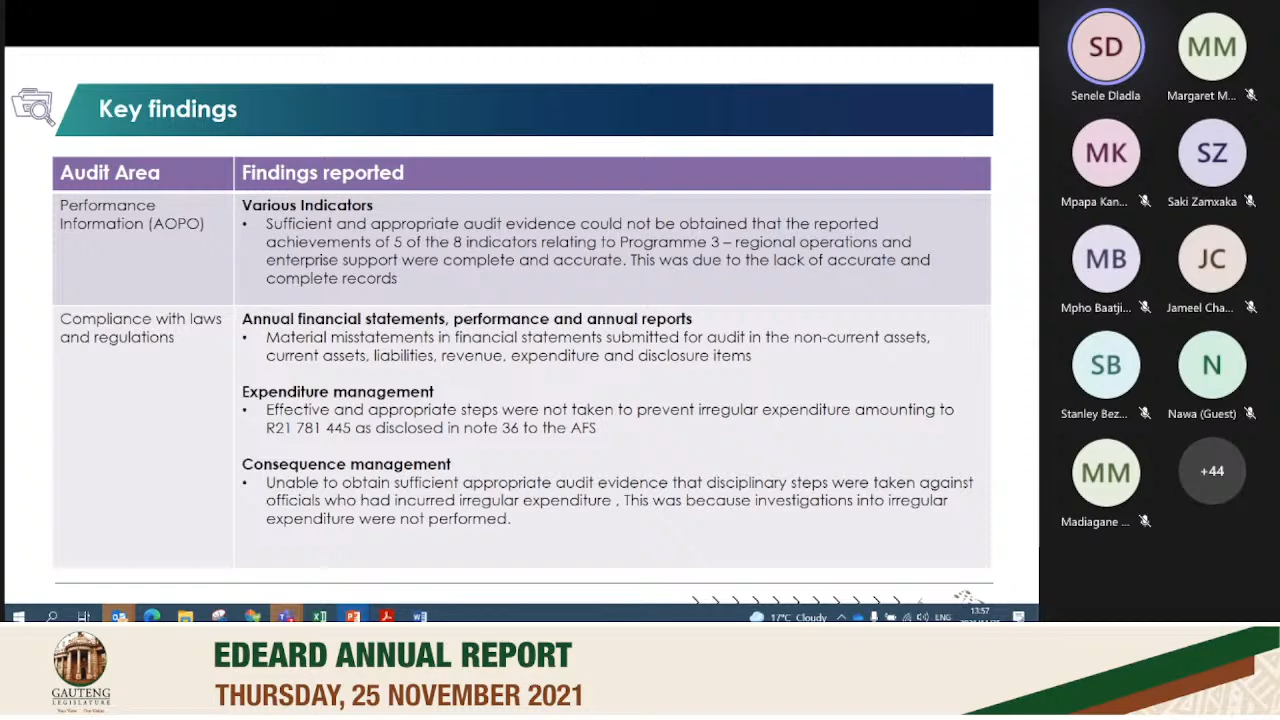 Key findings
Audit Area
Findings reported
Performance
Information (AOPO)
Various Indicators
• Sufficient and appropriate audit evidence could not be obtained that the reported
achievements of 5 of the 8 indicators relating to Programme 3 – regional operations and
enterprise support were complete and accurate. This was due to the lack of accurate and
complete records
Compliance with laws
and regulations
Annual financial statements, performance and annual reports
• Material misstatements in financial statements submitted for audit in the non-current assets,
current assets, liabilities, revenue, expenditure and disclosure items
Expenditure management
• Effective and appropriate steps were not taken to prevent irregular expenditure amounting to
R21 781 445 as disclosed in note 36 to the AFS
Consequence management
• Unable to obtain sufficient appropriate audit evidence that disciplinary steps were taken against
officials who had incurred irregular expenditure . This was because investigations into irregular
expenditure were not performed.
SD
MM
Senele Dladla
Margaret M...
MK
SZ
Mpapa Kan...
Saki Zamxaka
MB
JC
Mpho Baatji...
Jameel Cha...
SB
N
Stanley Bez...
Nawa (Guest)
MM
+44
Madiagane ...
17°C Cloudy
ENG
13:57
GAUTENG
LEGISLATURE
EDEARD ANNUAL REPORT
THURSDAY, 25 NOVEMBER 2021